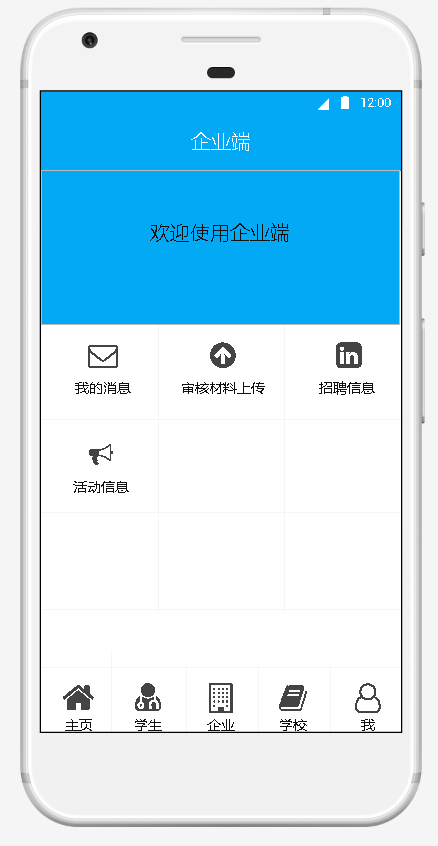 12:00
企业端
欢迎使用企业端
我的消息 审核材料上传 招聘信息
活动信息
主页 学生 企业 学校 我